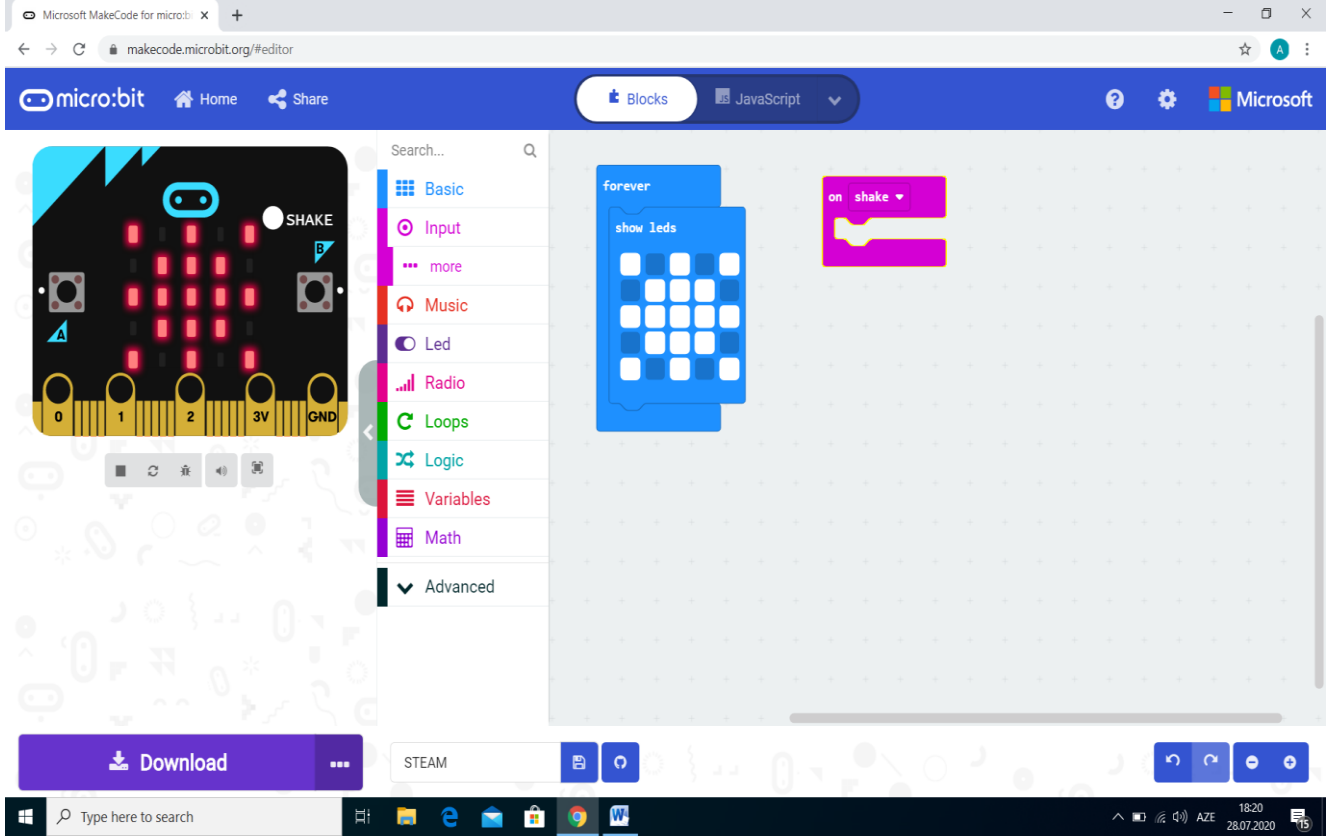 Microsoft MakeCode for micro:bi
makecode.microbit.org/#editor
A
micro:bit
Home
Share
Blocks
JS JavaScript
?
Microsoft
SHAKE
B
A
0 1 2 3V GND
Search...
Basic
Input
more
Music
Led
Radio
Loops
Logic
Variables
Math
Advanced
forever
show leds
on shake
Download
STEAM
Type here to search
AZE
18:20
28.07.2020
15